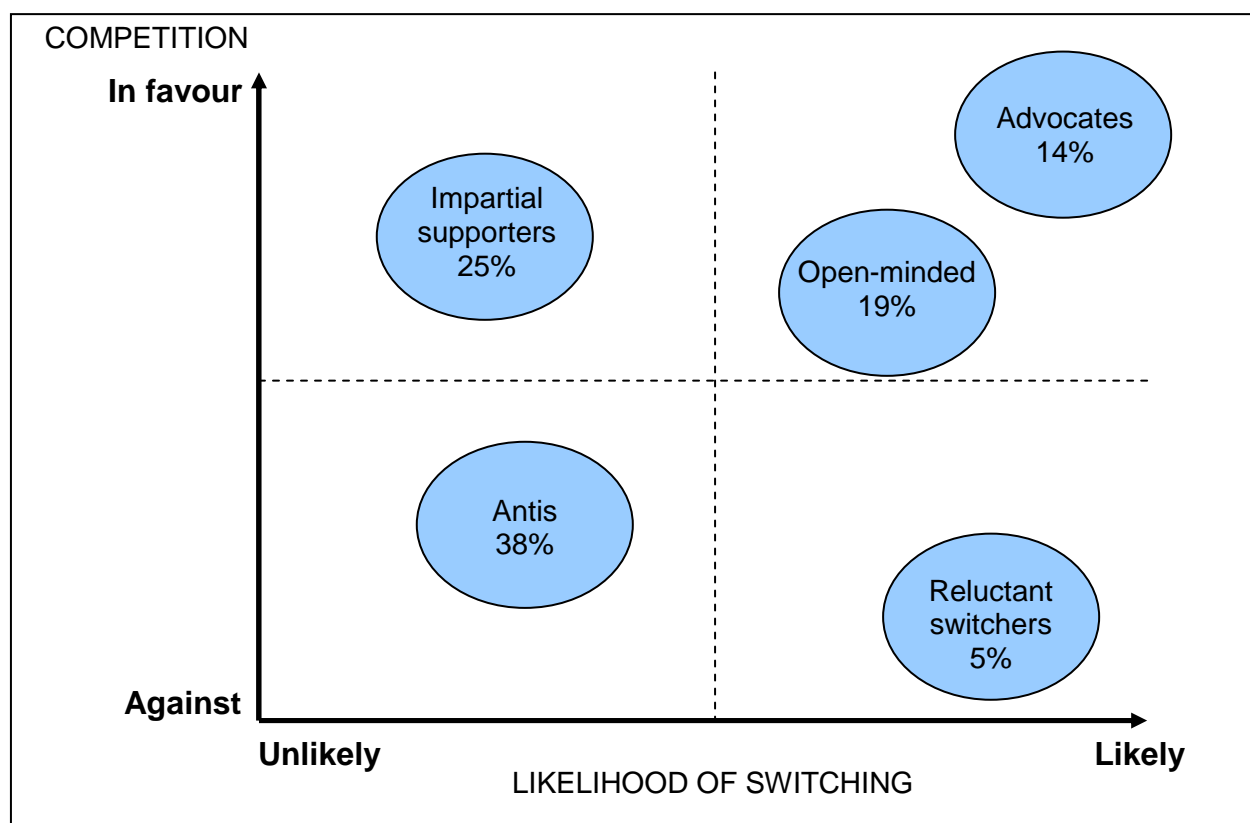 COMPETITION
In favour
Advocates
14%
Impartial
supporters
25%
Open-minded
19%
Antis
38%
Reluctant
switchers
5%
Against
Unlikely
Likely
LIKELIHOOD OF SWITCHING